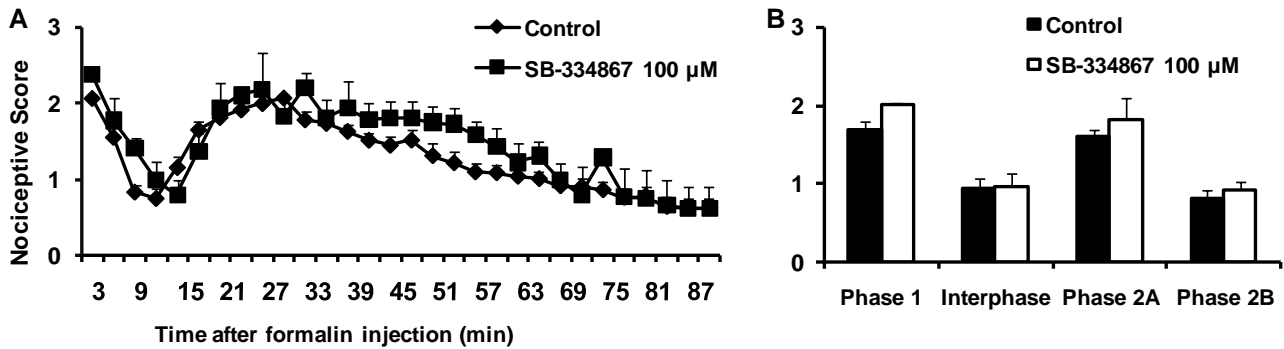 A
3
2
1
0
Nociceptive Score
Control
SB-334867 100 µM
3 9 15 21 27 33 39 45 51 57 63 69 75 81 87
Time after formalin injection (min)
B
3
2
1
0
Control
SB-334867 100 µM
Phase 1 Interphase Phase 2A Phase 2B